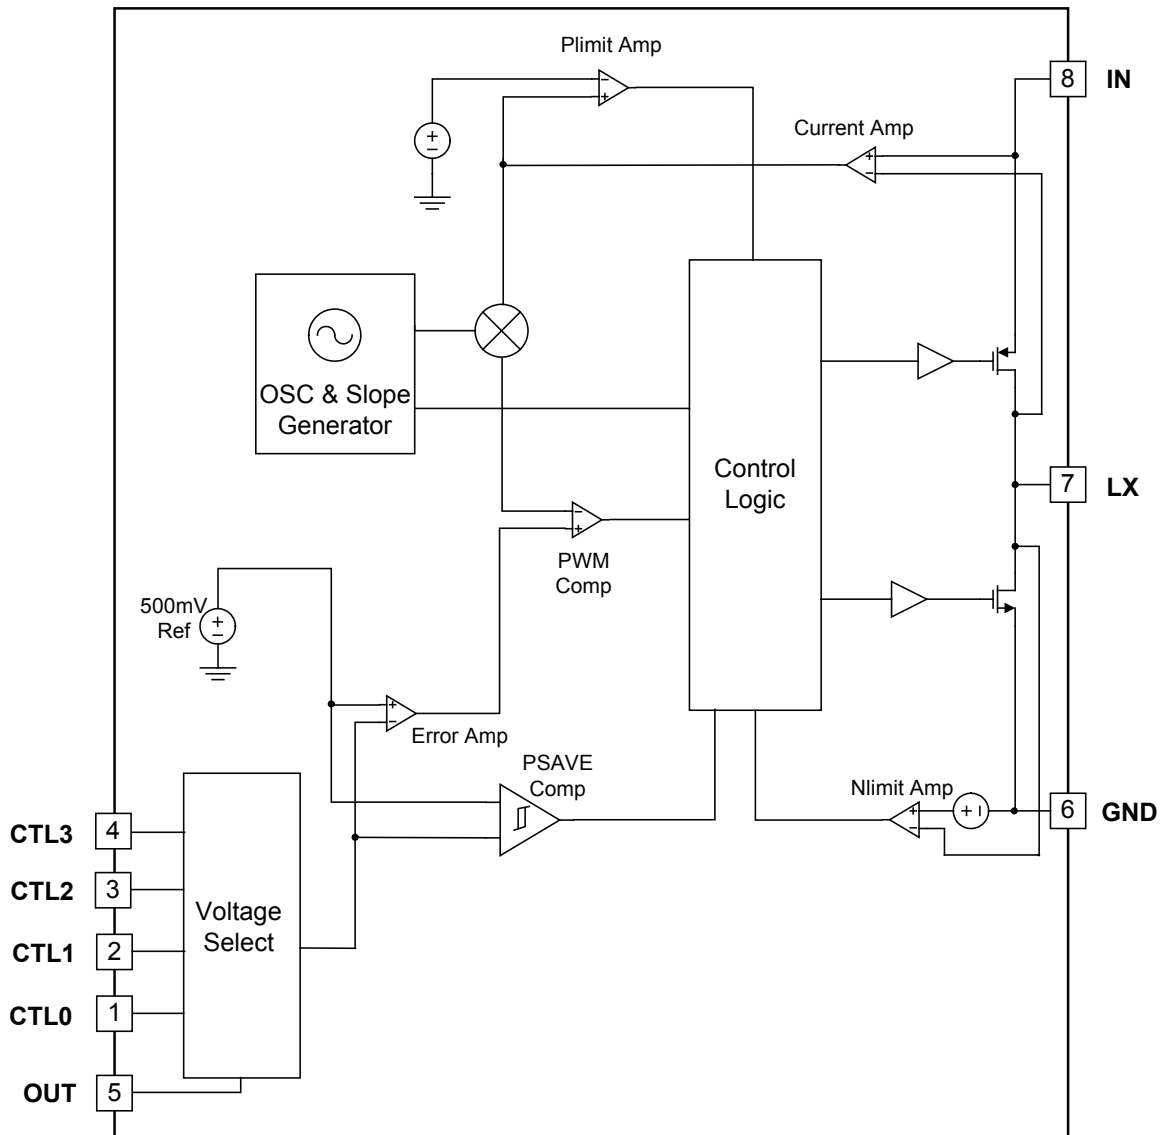 Plimit Amp
8
IN
Current Amp
OSC & Slope
Generator
Control
Logic
7
LX
PWM
Comp
500mV
Ref
Error Amp
PSAVE
Comp
Nlimit Amp
6
GND
CTL3
4
CTL2
3
Voltage
Select
CTL1
2
CTL0
1
OUT
5